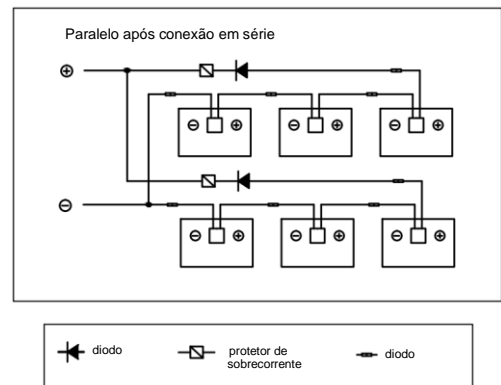 Paralelo após conexão em série
⊕
⊖ ⊕ ⊖ ⊕ ⊖ ⊕
⊖
⊖ ⊕ ⊖ ⊕ ⊖ ⊕
diodo
protetor de
sobrecorrente
diodo